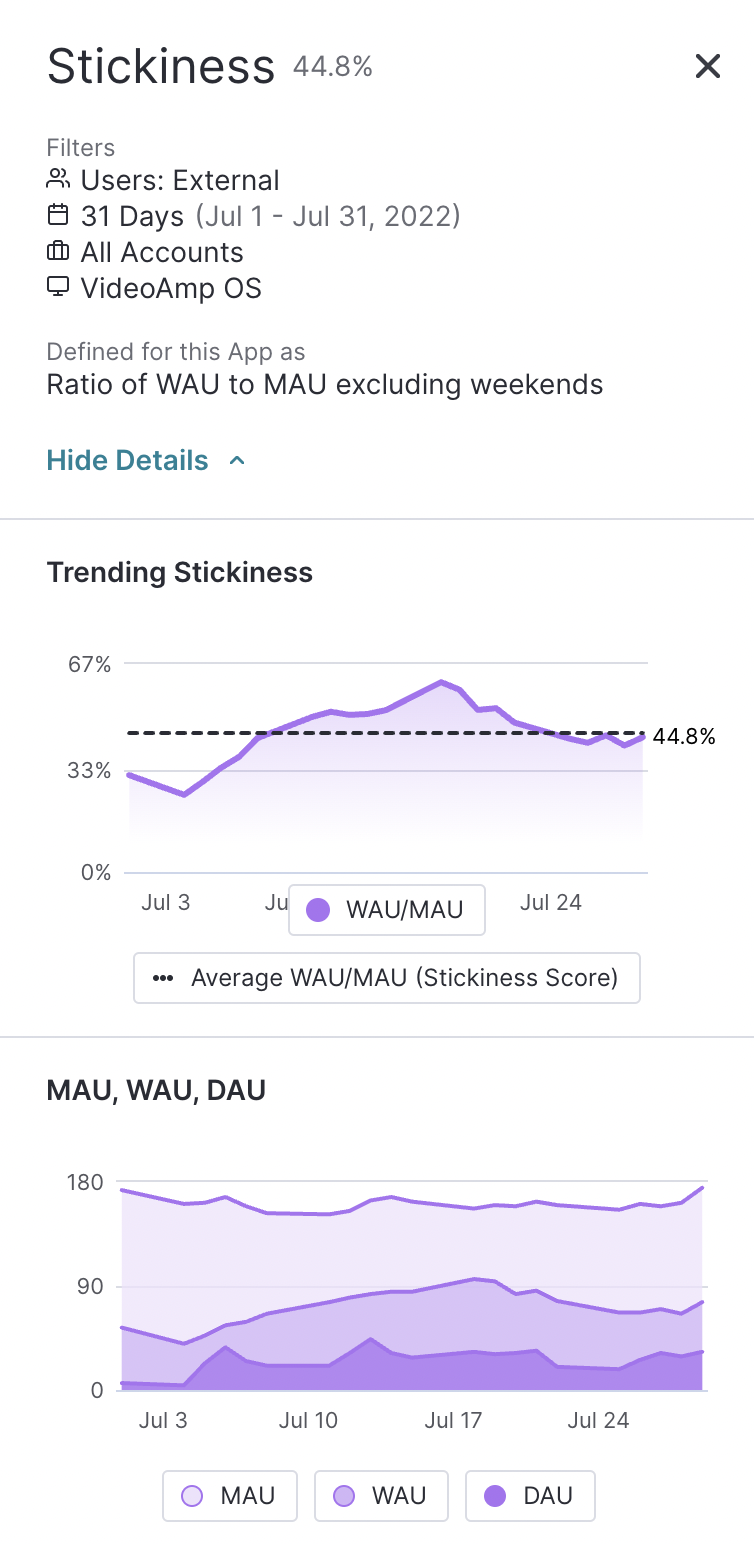 Stickiness 44.8%
Filters
Users: External
31 Days (Jul 1 - Jul 31, 2022)
All Accounts
VideoAmp OS
Defined for this App as
Ratio of WAU to MAU excluding weekends
Hide Details
Trending Stickiness
67%
44.8%
33%
0%
Jul 3 Ju Jul 24
WAU/MAU
Average WAU/MAU (Stickiness Score)
MAU, WAU, DAU
180
90
0
Jul 3 Jul 10 Jul 17 Jul 24
MAU WAU DAU